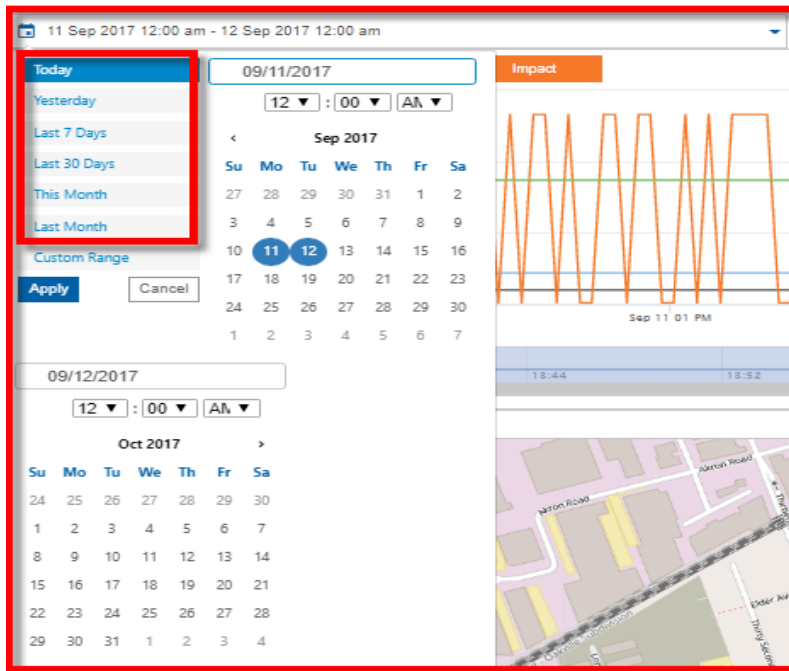 11 Sep 2017 12:00 am - 12 Sep 2017 12:00 am
Today
Yesterday
Last 7 Days
Last 30 Days
This Month
Last Month
Custom Range
Apply Cancel
09/11/2017
12 : 00 AM
Sep 2017
Su Mo Tu We Th Fr Sa
27 28 29 30 31 1 2
3 4 5 6 7 8 9
10 11 12 13 14 15 16
17 18 19 20 21 22 23
24 25 26 27 28 29 30
1 2 3 4 5 6 7
09/12/2017
12 : 00 AM
Oct 2017
Su Mo Tu We Th Fr Sa
24 25 26 27 28 29 30
1 2 3 4 5 6 7
8 9 10 11 12 13 14
15 16 17 18 19 20 21
22 23 24 25 26 27 28
29 30 31 1 2 3 4
Impact
Sep 11 01 PM
18:44 18:52
Akron Road
Akron Road
Elder
Thirty
Oakville Subdivision